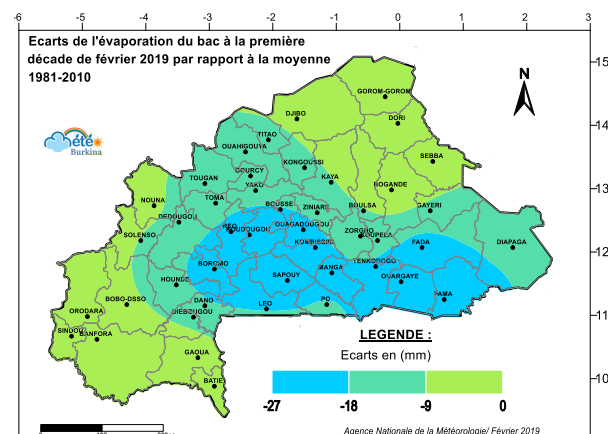 -6 -5 -4 -3 -2 -1 0 1 2 3
Ecarts de l'évaporation du bac à la première
décade de février 2019 par rapport à la moyenne
1981-2010
N
15
14
13
12
11
10
été
Burkina
GOROM-GOROM
DJIBO
DORI
TITAO
OUAHIGOUYA
SEBBA
KONGOUSSI
TOUGAN
GOURCY
KAYA
YAKO
BOGANDE
NOUNA
TOMA
BOUSSE
ZINIARE
BOULSA
GAYERI
DEDOUGOU
OUAGADOUGOU
SOLENSO
KOUDOUGOU
ZORGHO
KOUPELA
FADA
DIAPAGA
KOMBISSIRI
BOROMO
MANGA
TENKODOGO
HOUNDE
SAPOUY
OUARGAYE
BOBO-DSSO
DANO
LEO
PO
PAMA
ORODARA
DIEBOUGOU
SINDOU
BANFORA
GAOUA
BATIE
LEGENDE :
Ecarts en (mm)
-27 -18 -9 0
Agence Nationale de la Météorologie/ Février 2019